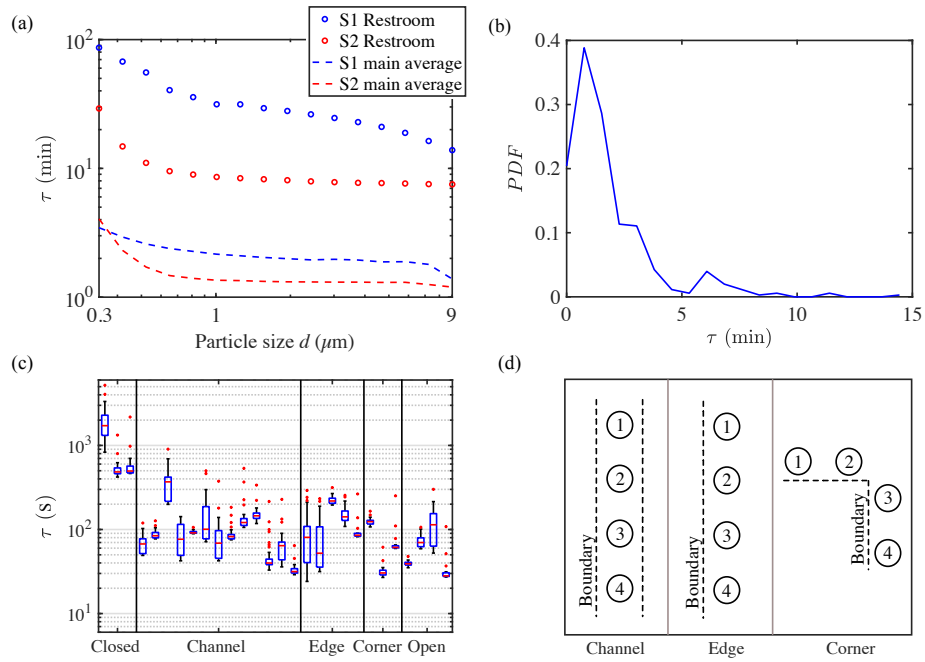 (a)
S1 Restroom
S2 Restroom
S1 main average
S2 main average
10^2
10^1
10^0
τ (min)
0.3 1 9
Particle size d (μm)
(b)
0.4
0.3
0.2
0.1
0
PDF
0 5 10 15
τ (min)
(c)
10^3
10^2
10^1
τ (s)
Closed Channel Edge Corner Open
(d)
1
2
3
4
Boundary
1
2
3
4
Boundary
1 2
3
4
Boundary
Channel Edge Corner